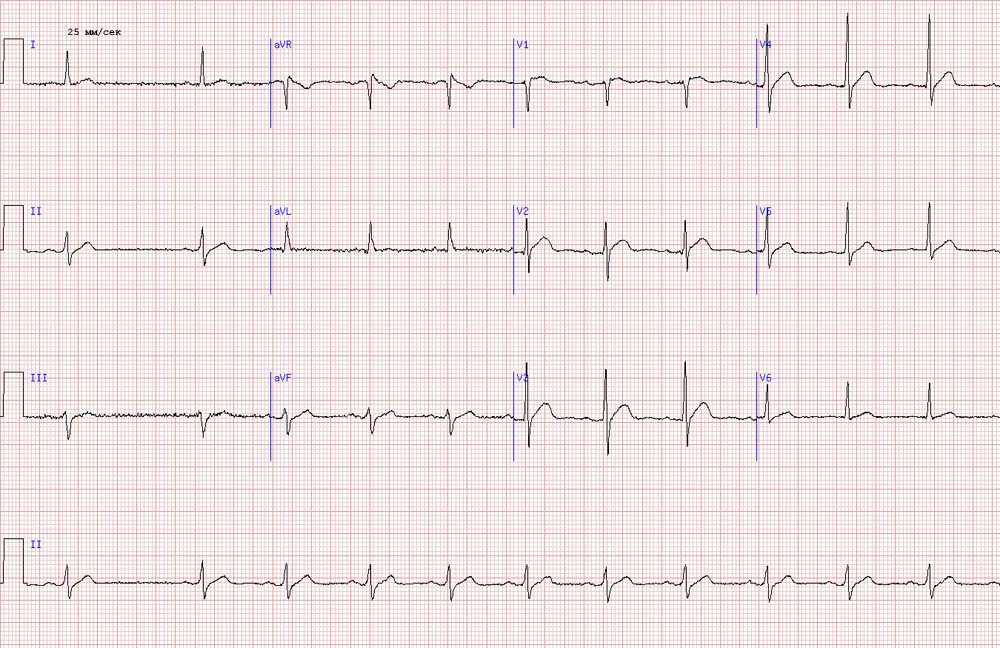 25 мм/сек
I aVR V1 V4
II aVL V2 V5
III aVF V3 V6
II